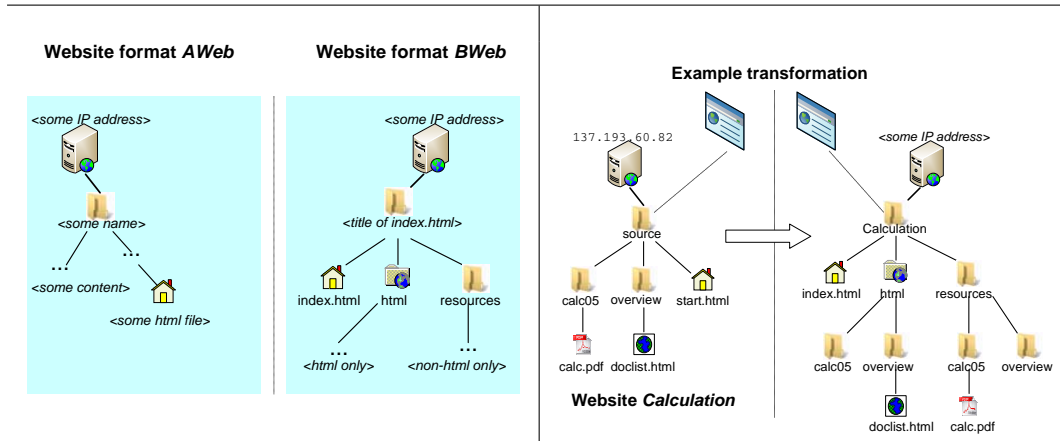 Website format AWeb
Website format BWeb
<some IP address>
<some name>
...
...
<some content>
<some html file>
<some IP address>
<title of index.html>
index.html
html
resources
...
...
<html only>
<non-html only>
Example transformation
137.193.60.82
source
calc05
overview
start.html
calc.pdf
doclist.html
Website Calculation
<some IP address>
Calculation
index.html
html
resources
calc05
overview
calc05
overview
doclist.html
calc.pdf